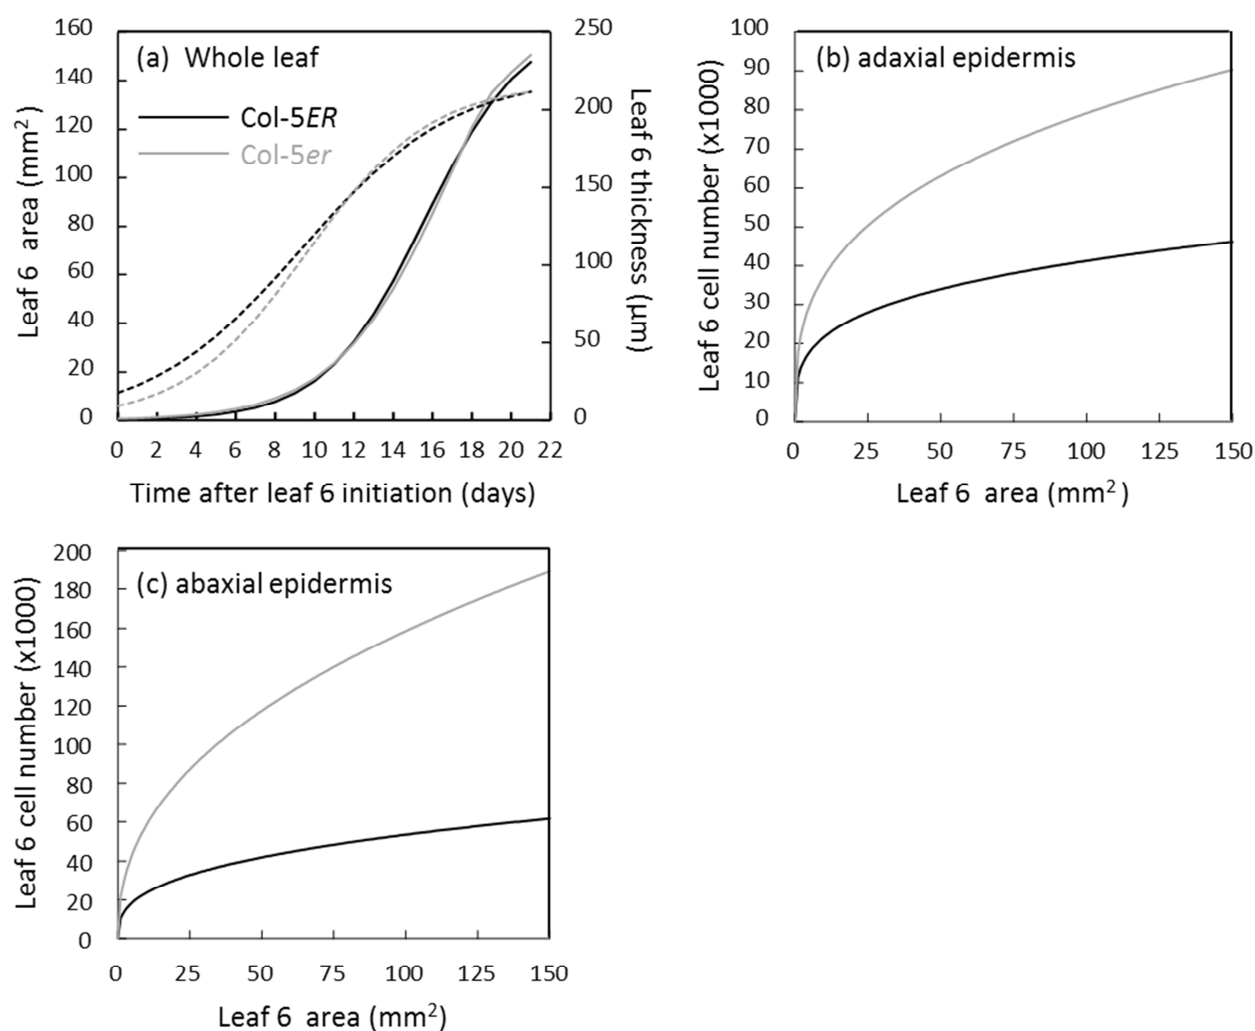 (a) Whole leaf
Col-5ER
Col-5er
Leaf 6 area (mm²)
160
140
120
100
80
60
40
20
0
Leaf 6 thickness (µm)
250
200
150
100
50
0
0 2 4 6 8 10 12 14 16 18 20 22
Time after leaf 6 initiation (days)
(b) adaxial epidermis
Leaf 6 cell number (x1000)
100
90
80
70
60
50
40
30
20
10
0
0 25 50 75 100 125 150
Leaf 6 area (mm²)
(c) abaxial epidermis
Leaf 6 cell number (x1000)
200
180
160
140
120
100
80
60
40
20
0
0 25 50 75 100 125 150
Leaf 6 area (mm²)